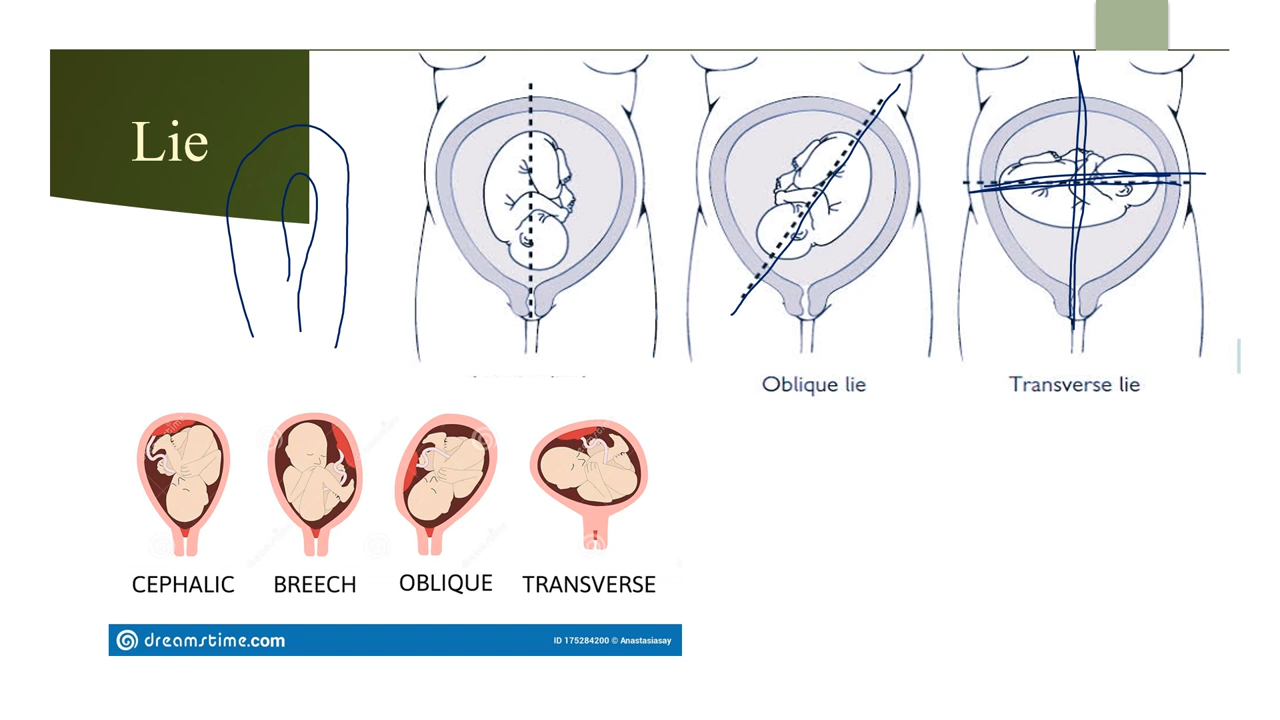 Lie
Oblique lie
Transverse lie
CEPHALIC
BREECH
OBLIQUE
TRANSVERSE
dreamstime.com
ID 175284200 © Anastasiasay